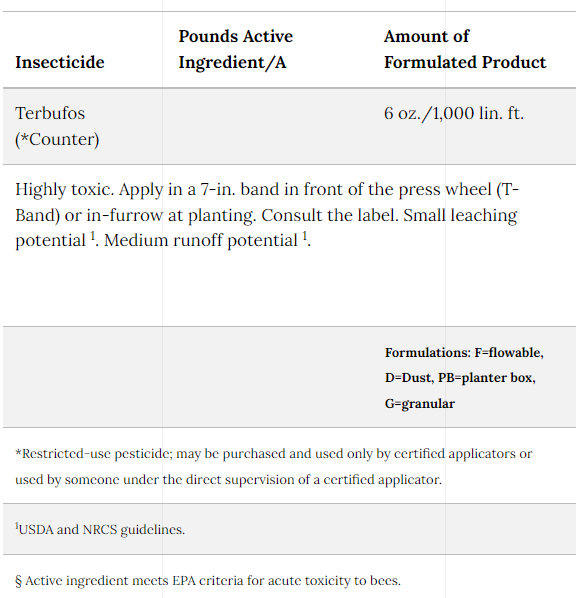 Pounds Active Amount of
Insecticide Ingredient/A Formulated Product
Terbufos 6 oz./1,000 lin. ft.
(*Counter)
Highly toxic. Apply in a 7-in. band in front of the press wheel (T-
Band) or in-furrow at planting. Consult the label. Small leaching
potential ¹. Medium runoff potential ¹.
Formulations: F=flowable,
D=Dust, PB=planter box,
G=granular
*Restricted-use pesticide; may be purchased and used only by certified applicators or
used by someone under the direct supervision of a certified applicator.
¹USDA and NRCS guidelines.
§ Active ingredient meets EPA criteria for acute toxicity to bees.